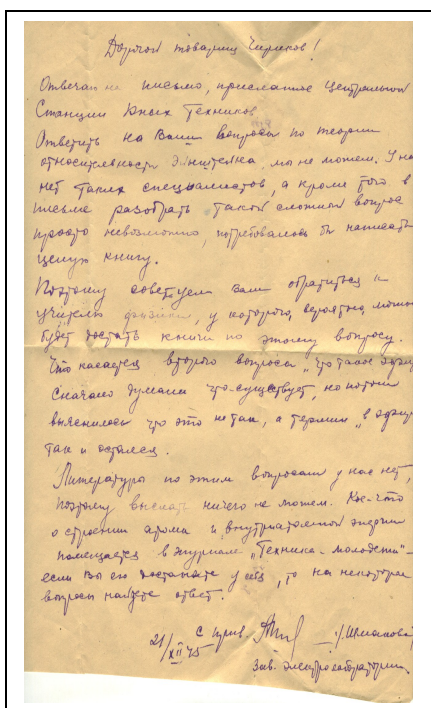 Дорогой товарищ Чириков!
Отвечаю на письмо, присланное Центральной
Станции Юных Техников
Ответить на Ваши вопросы по теории
относительности Эйнштейна, мы не можем. У на
нет таких специалистов, а кроме того в
письме разобрать такой сложный вопрос
просто невозможно, потребовалось бы написать
целую книгу.
Поэтому советуем вам обратиться к
учителю физики, у которого, вероятно, можно
будет достать книги по этому вопросу.
Что касается второго вопроса „что такое эфир
Сначала думали что существует, но потом
выяснилось что это не так, а термин „в эфир
так и остался.
Литературы по этим вопросам у нас нет,
поэтому выслать ничего не можем. Кое-что
о строении атома и внутриатомной энергии
помещается в журнале „Техника-молодежи"–
если Вы его достанете у себя, то на некоторые
вопросы найдете ответ.
21/XII 45 С прив.
Зав. электролабораторией